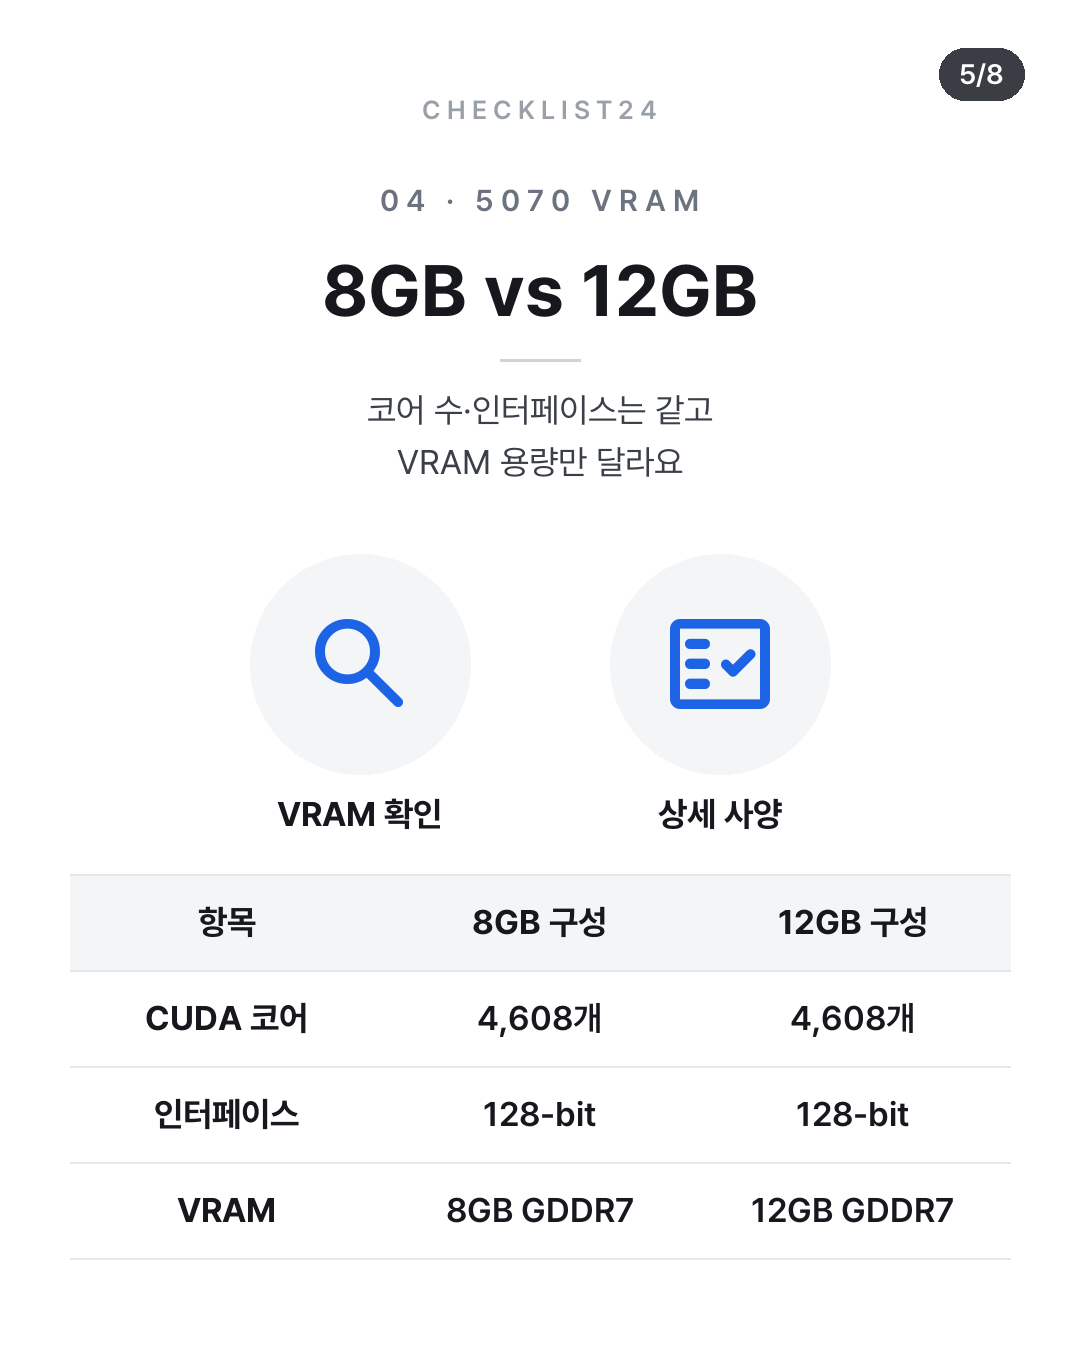 5/8
CHECKLIST24
04 · 5070 VRAM
8GB vs 12GB
코어 수·인터페이스는 같고
VRAM 용량만 달라요
VRAM 확인
상세 사양
항목 8GB 구성 12GB 구성
CUDA 코어 4,608개 4,608개
인터페이스 128-bit 128-bit
VRAM 8GB GDDR7 12GB GDDR7